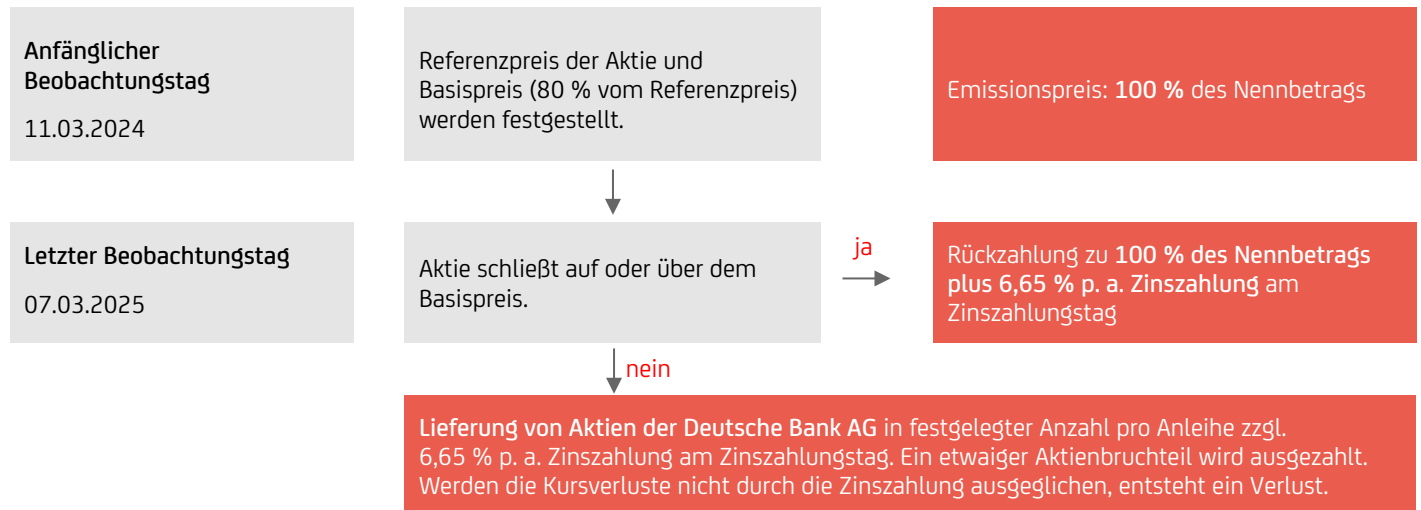 Anfänglicher
Beobachtungstag
11.03.2024
Referenzpreis der Aktie und
Basispreis (80 % vom Referenzpreis)
werden festgestellt.
Emissionspreis: 100 % des Nennbetrags
Letzter Beobachtungstag
07.03.2025
Aktie schließt auf oder über dem
Basispreis.
ja
Rückzahlung zu 100 % des Nennbetrags
plus 6,65 % p. a. Zinszahlung am
Zinszahlungstag
nein
Lieferung von Aktien der Deutsche Bank AG in festgelegter Anzahl pro Anleihe zzgl.
6,65 % p. a. Zinszahlung am Zinszahlungstag. Ein etwaiger Aktienbruchteil wird ausgezahlt.
Werden die Kursverluste nicht durch die Zinszahlung ausgeglichen, entsteht ein Verlust.